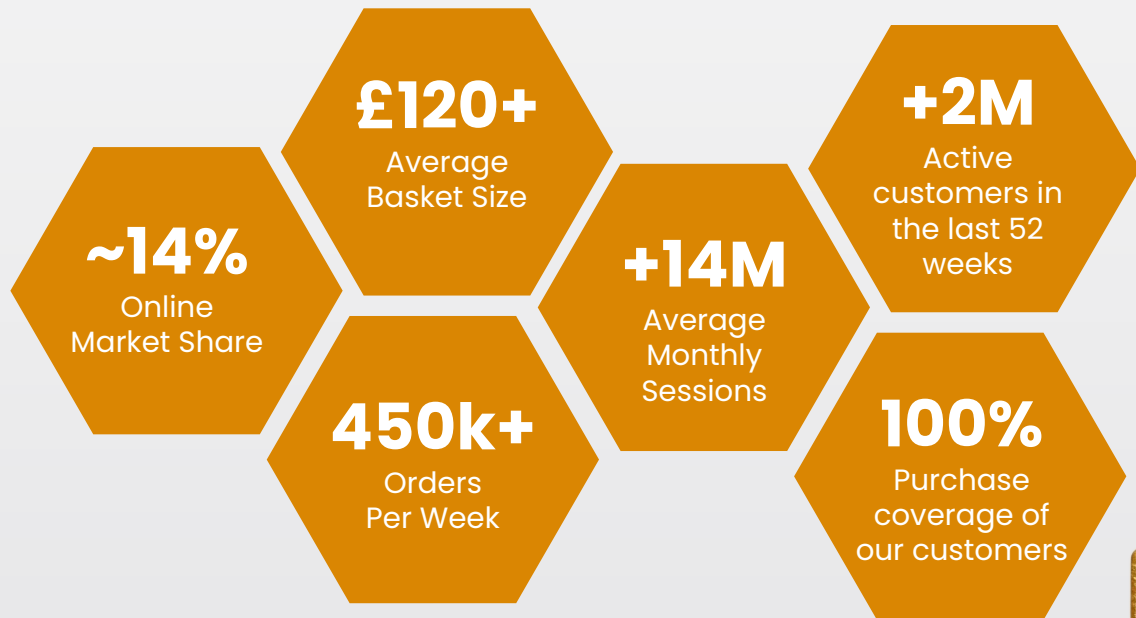 ~14%
Online
Market Share
£120+
Average
Basket Size
450k+
Orders
Per Week
+14M
Average
Monthly
Sessions
+2M
Active
customers in
the last 52
weeks
100%
Purchase
coverage of
our customers